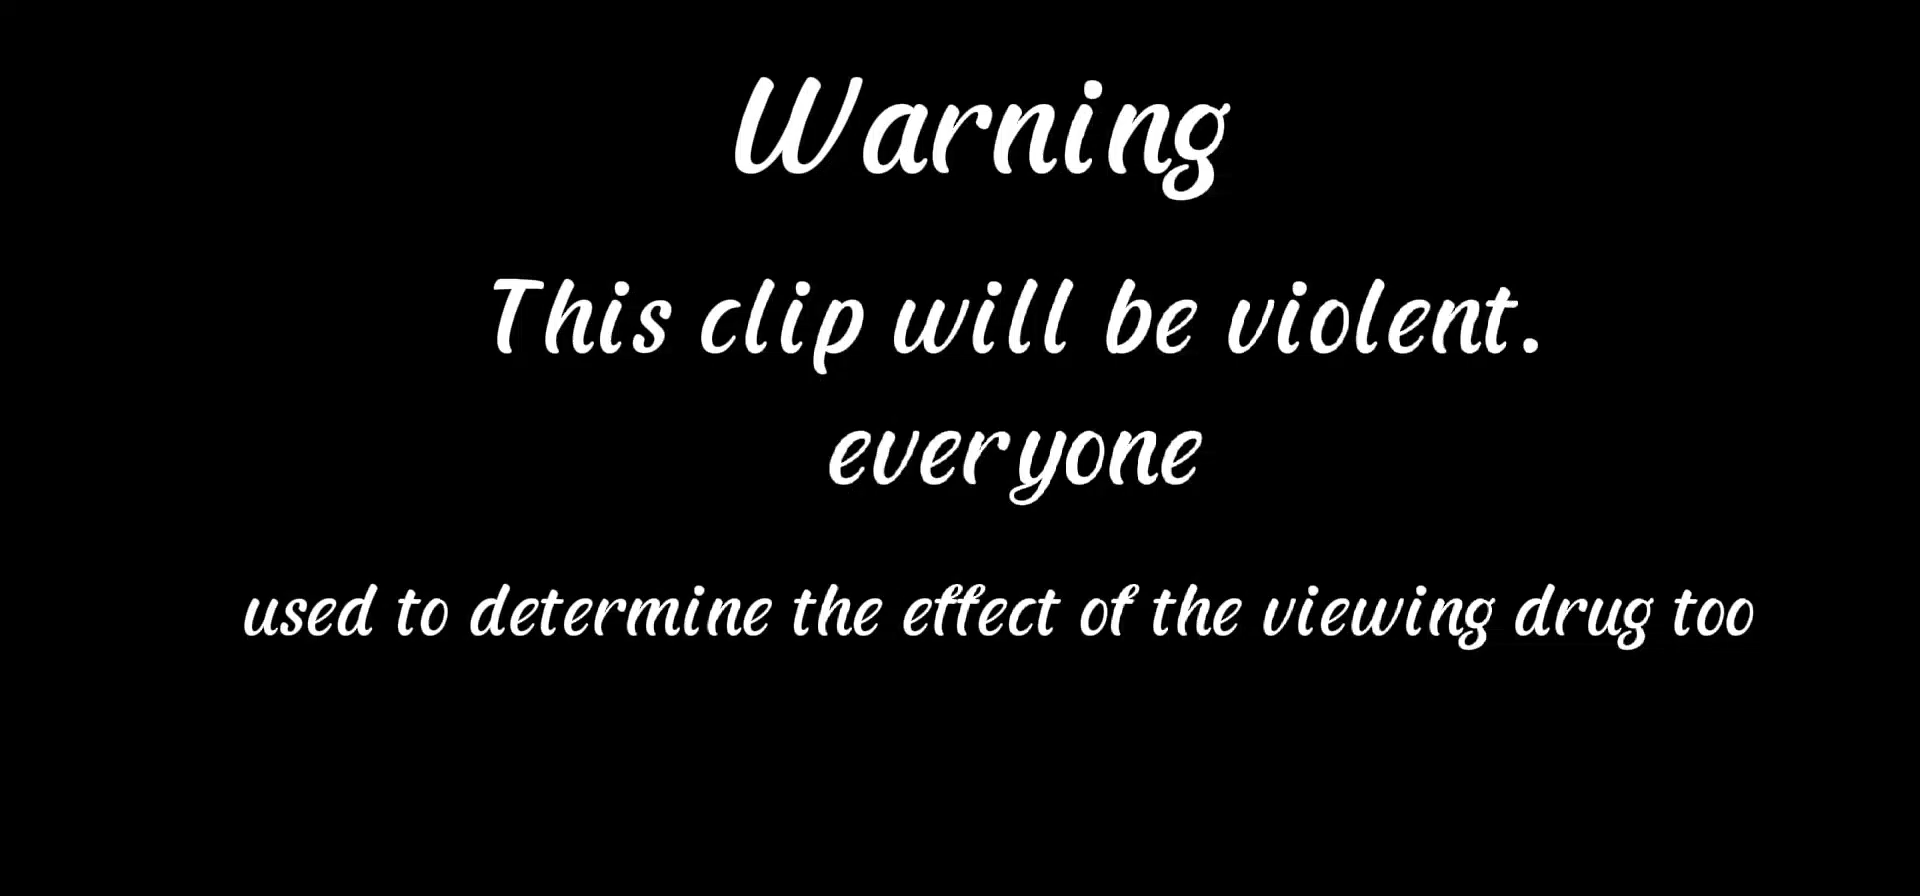 Warning
This clip will be violent.
everyone
used to determine the effect of the viewing drug too